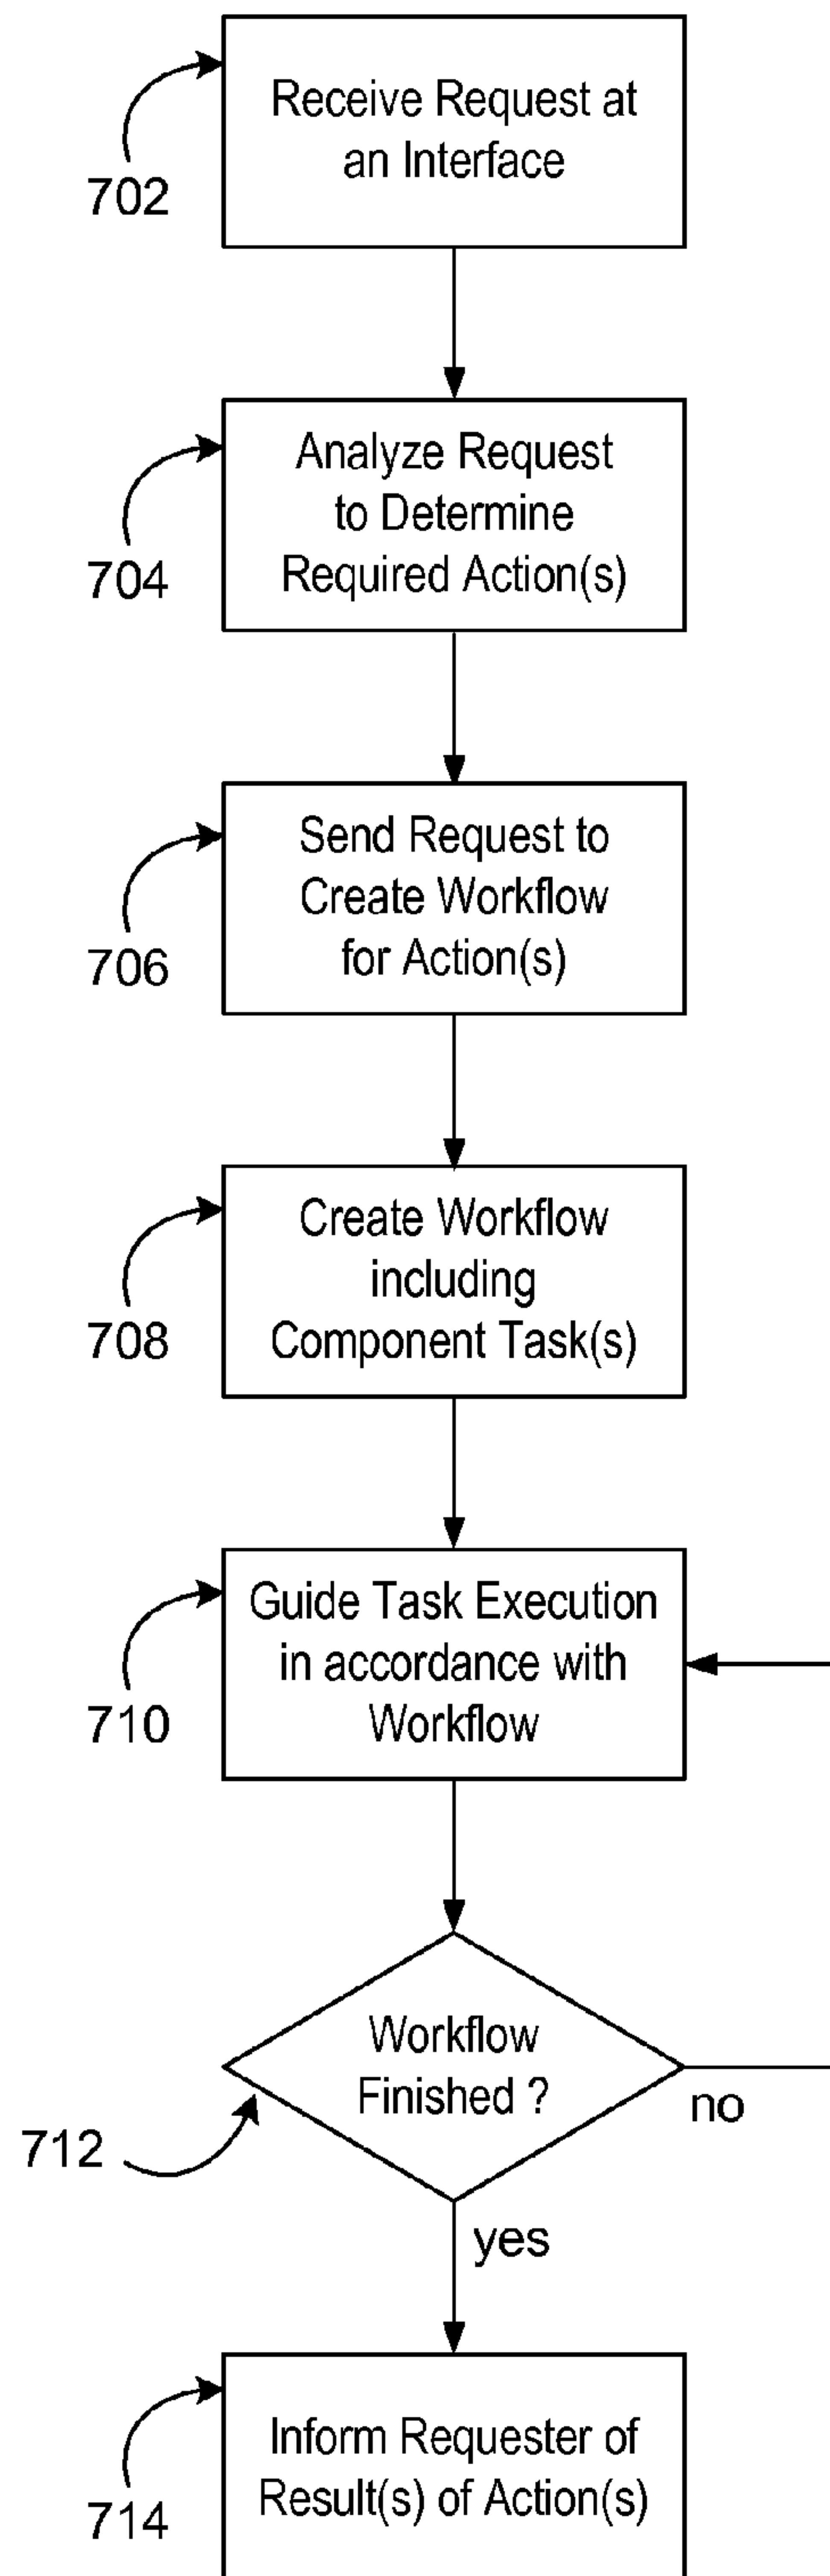 Receive Request at
an Interface
702
Analyze Request
to Determine
Required Action(s)
704
Send Request to
Create Workflow
for Action(s)
706
Create Workflow
including
Component Task(s)
708
Guide Task Execution
in accordance with
Workflow
710
Workflow
Finished ?
no
712
yes
Inform Requester of
Result(s) of Action(s)
714